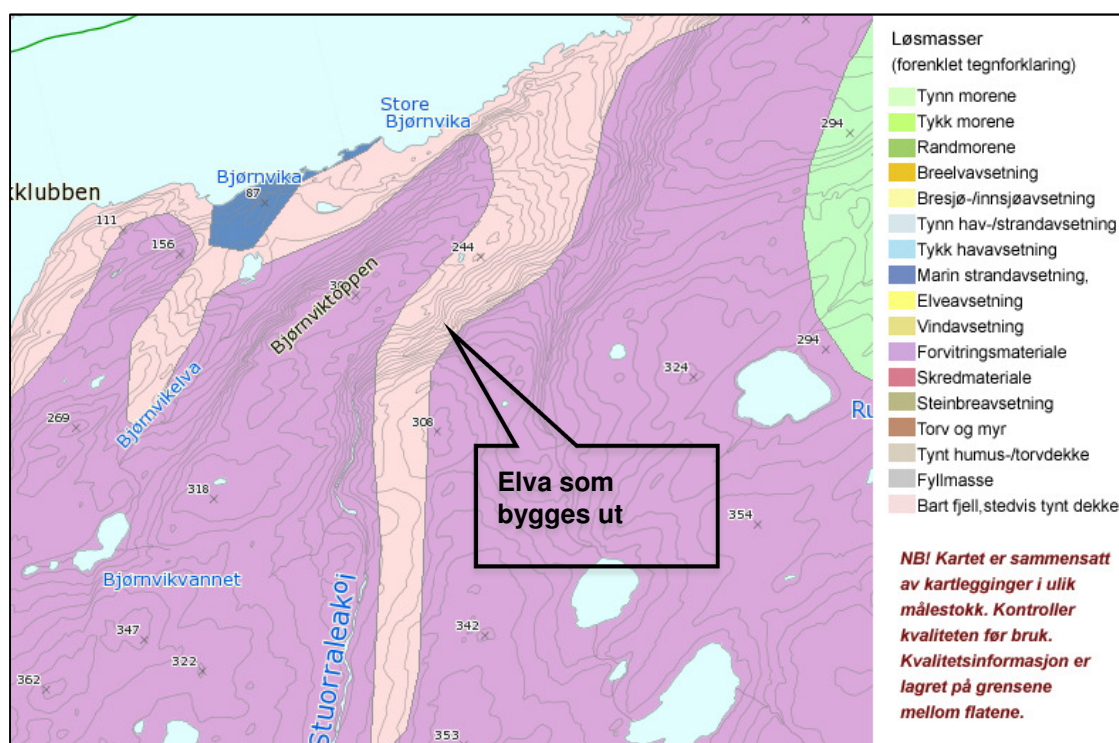 294
Store
Bjørnvika
Bjørnvika
87
klubben
111
156
244
Bjørnviktoppen
294
324
Bjørnvikelva
269
308
Elva som
bygges ut
318
354
Bjørnvikvannet
Stuorraleakoj
347
342
322
362
353
Løsmasser
(forenklet tegnforklaring)
Tynn morene
Tykk morene
Randmorene
Breelvavsetning
Bresjø-/innsjøavsetning
Tynn hav-/strandavsetning
Tykk havavsetning
Marin strandavsetning,
Elveavsetning
Vindavsetning
Forvitringsmateriale
Skredmateriale
Steinbreavsetning
Torv og myr
Tynt humus-/torvdekke
Fyllmasse
Bart fjell,stedvis tynt dekke
NB! Kartet er sammensatt
av kartlegginger i ulik
målestokk. Kontroller
kvaliteten før bruk.
Kvalitetsinformasjon er
lagret på grensene
mellom flatene.